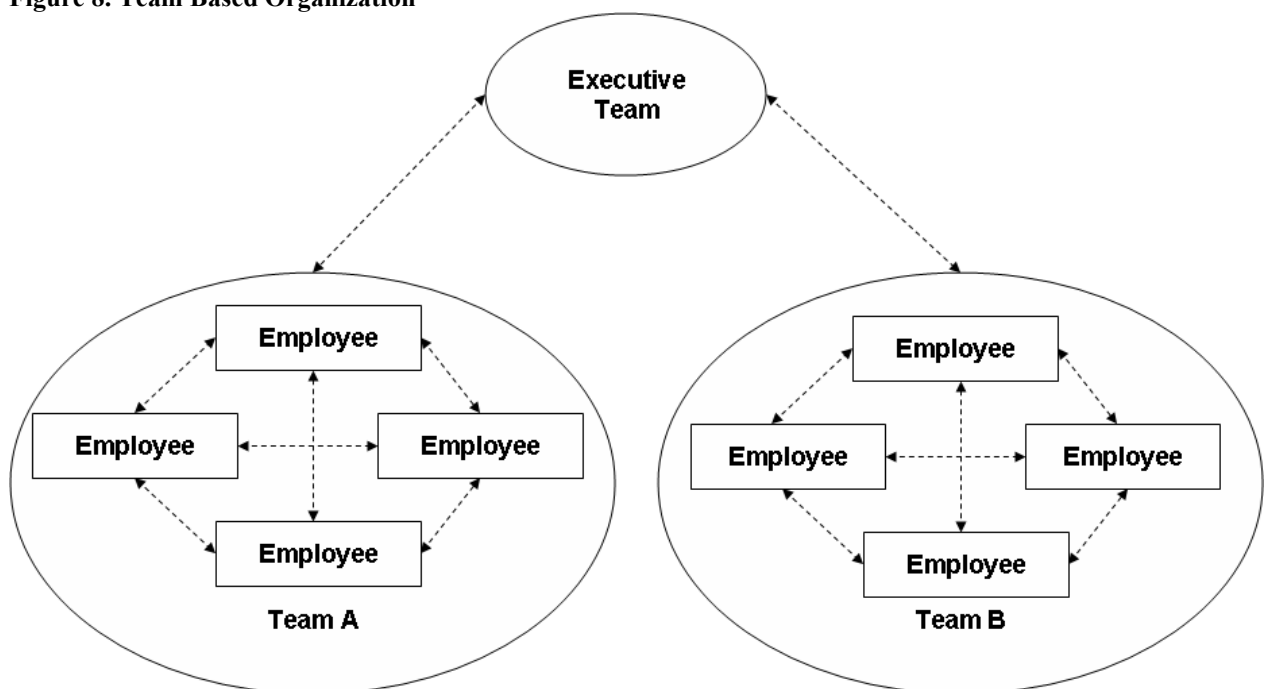 Figure 8. Team Based Organization
Executive
Team
Employee
Employee
Employee
Employee
Team A
Employee
Employee
Employee
Employee
Team B